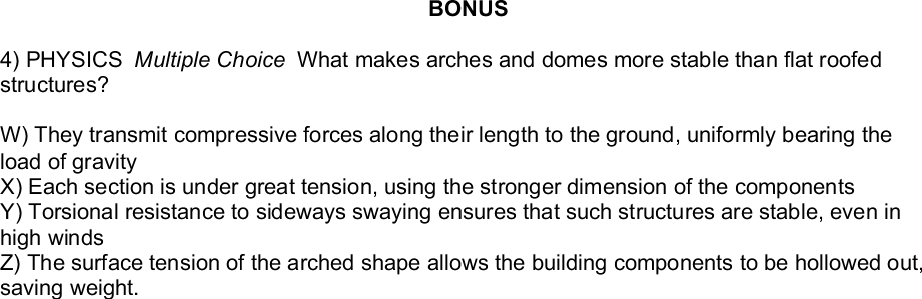 BONUS
4) PHYSICS Multiple Choice What makes arches and domes more stable than flat roofed
structures?
W) They transmit compressive forces along their length to the ground, uniformly bearing the
load of gravity
X) Each section is under great tension, using the stronger dimension of the components
Y) Torsional resistance to sideways swaying ensures that such structures are stable, even in
high winds
Z) The surface tension of the arched shape allows the building components to be hollowed out,
saving weight.